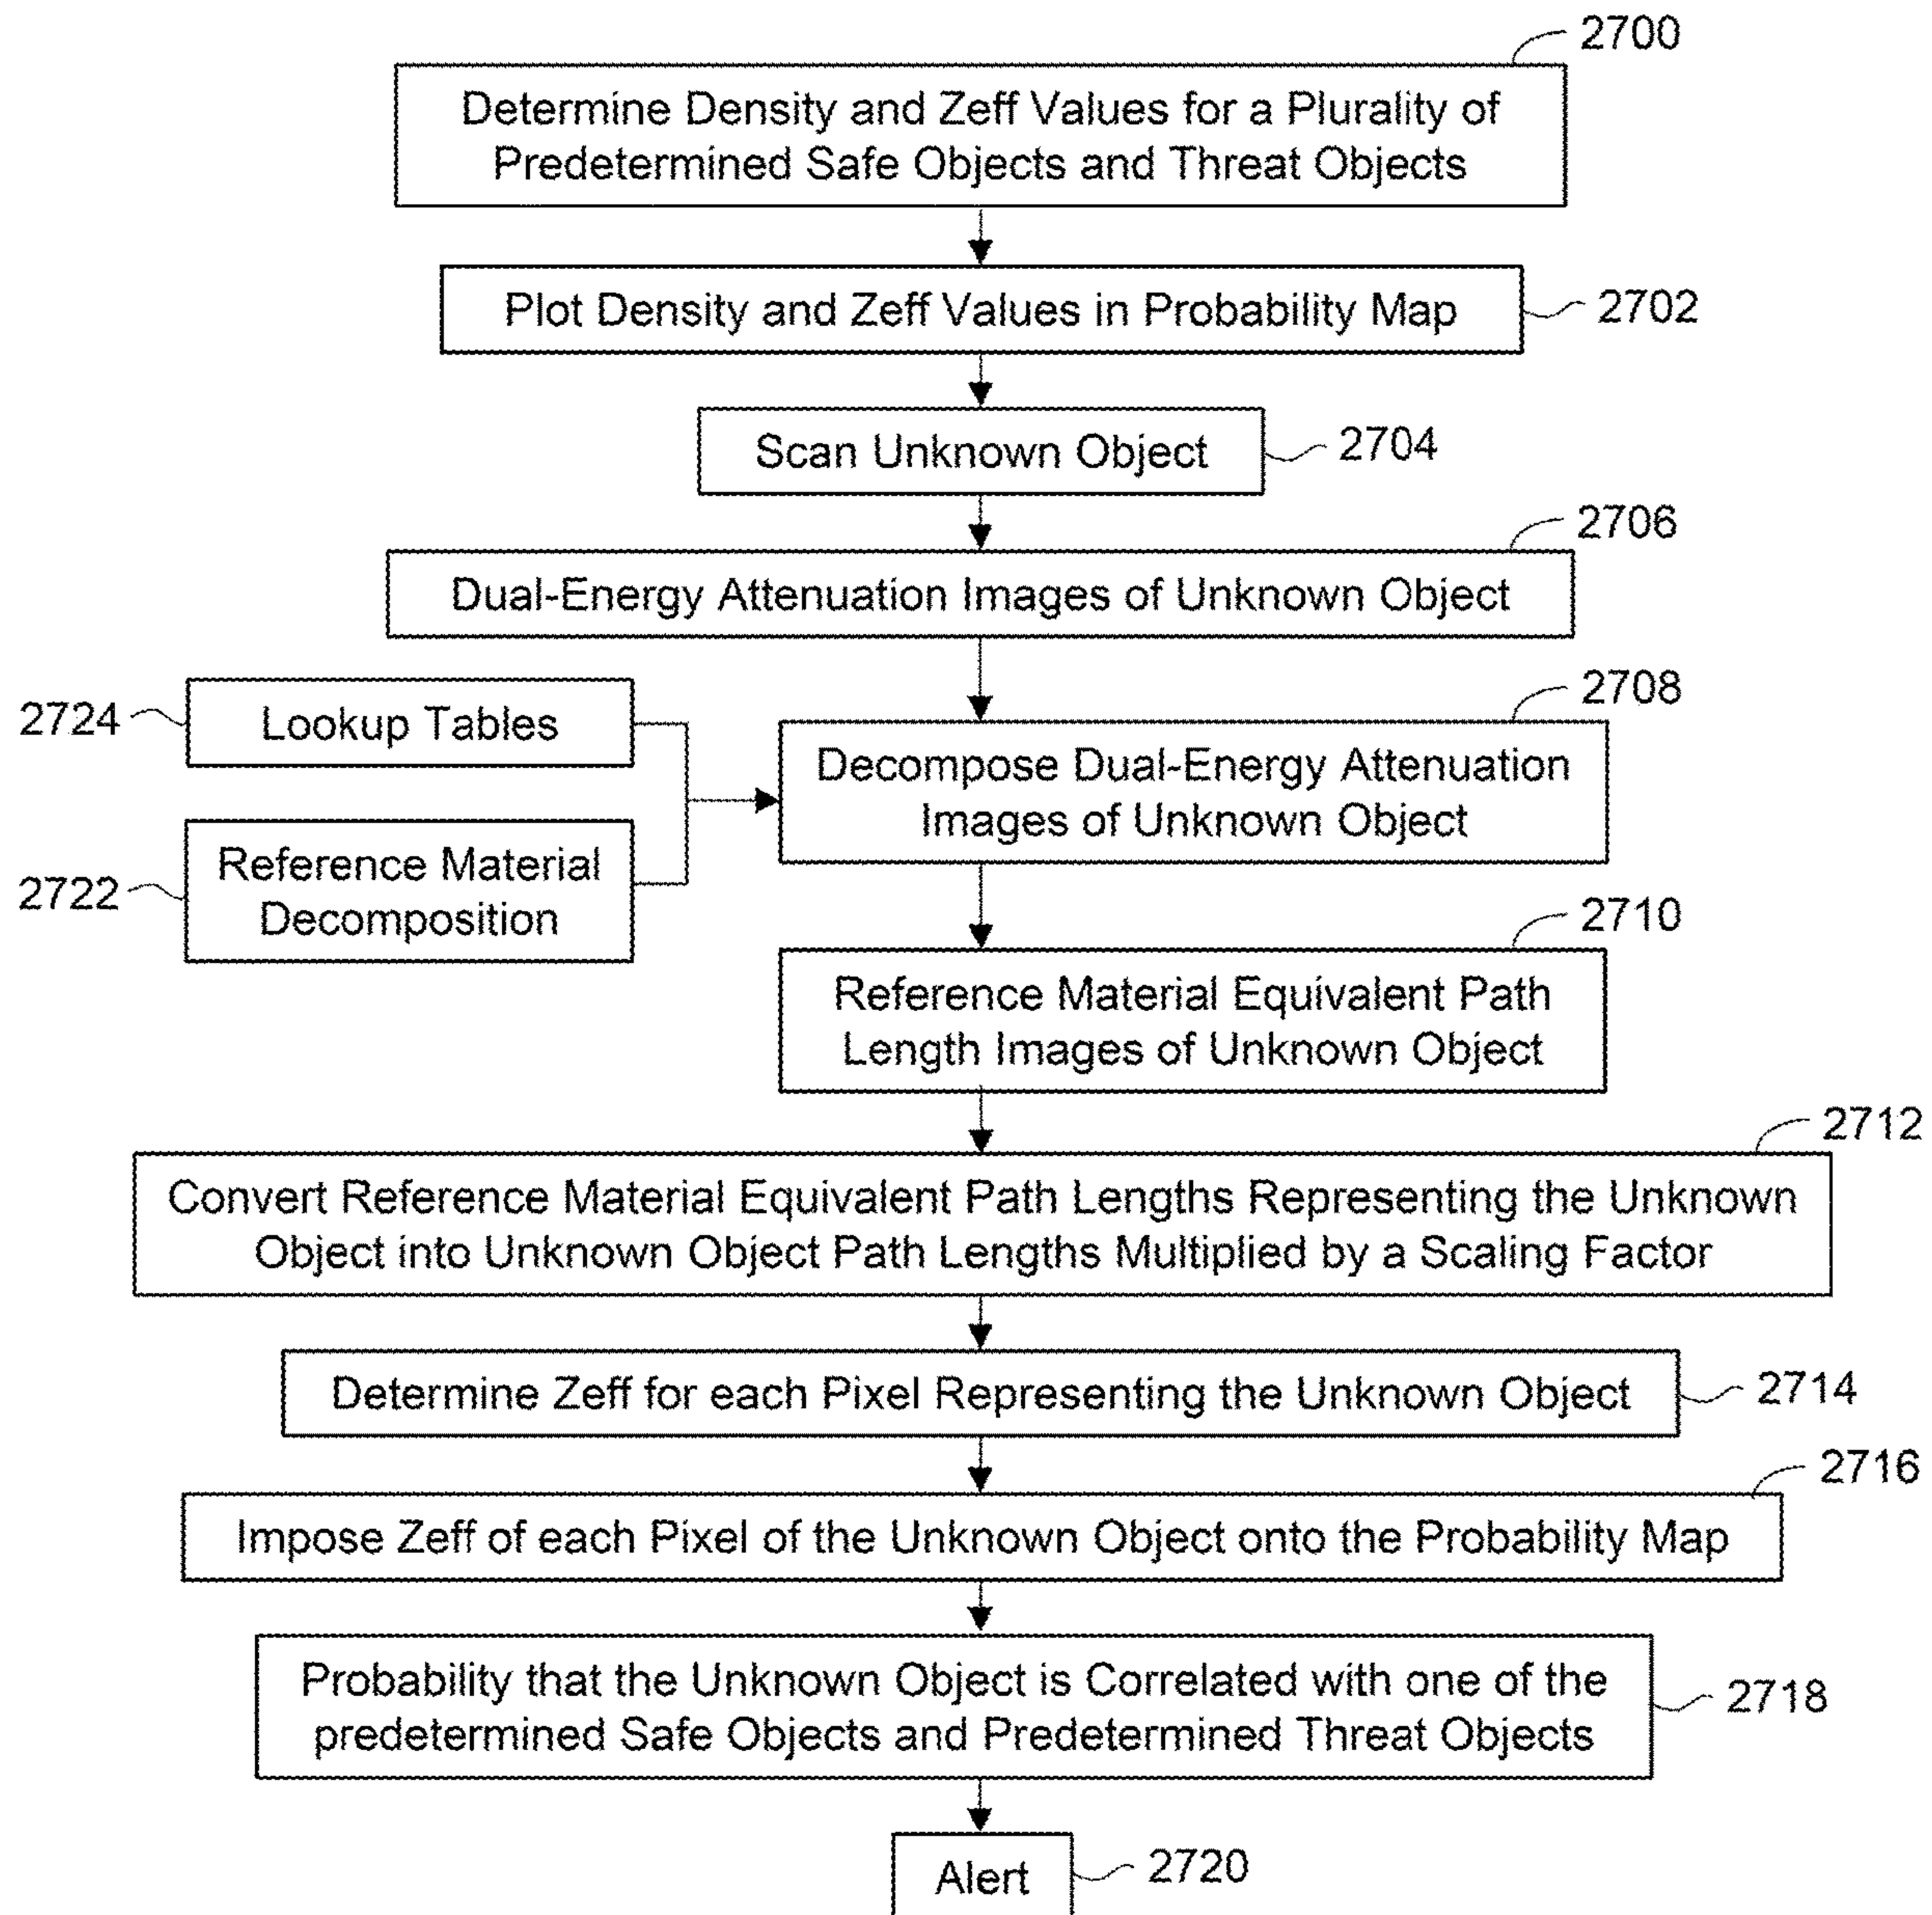 2700
Determine Density and Zeff Values for a Plurality of
Predetermined Safe Objects and Threat Objects
Plot Density and Zeff Values in Probability Map
2702
Scan Unknown Object
2704
2706
Dual-Energy Attenuation Images of Unknown Object
2724
Lookup Tables
2708
Decompose Dual-Energy Attenuation
Images of Unknown Object
2722
Reference Material
Decomposition
2710
Reference Material Equivalent Path
Length Images of Unknown Object
2712
Convert Reference Material Equivalent Path Lengths Representing the Unknown
Object into Unknown Object Path Lengths Multiplied by a Scaling Factor
Determine Zeff for each Pixel Representing the Unknown Object
2714
2716
Impose Zeff of each Pixel of the Unknown Object onto the Probability Map
Probability that the Unknown Object is Correlated with one of the
predetermined Safe Objects and Predetermined Threat Objects
2718
Alert
2720